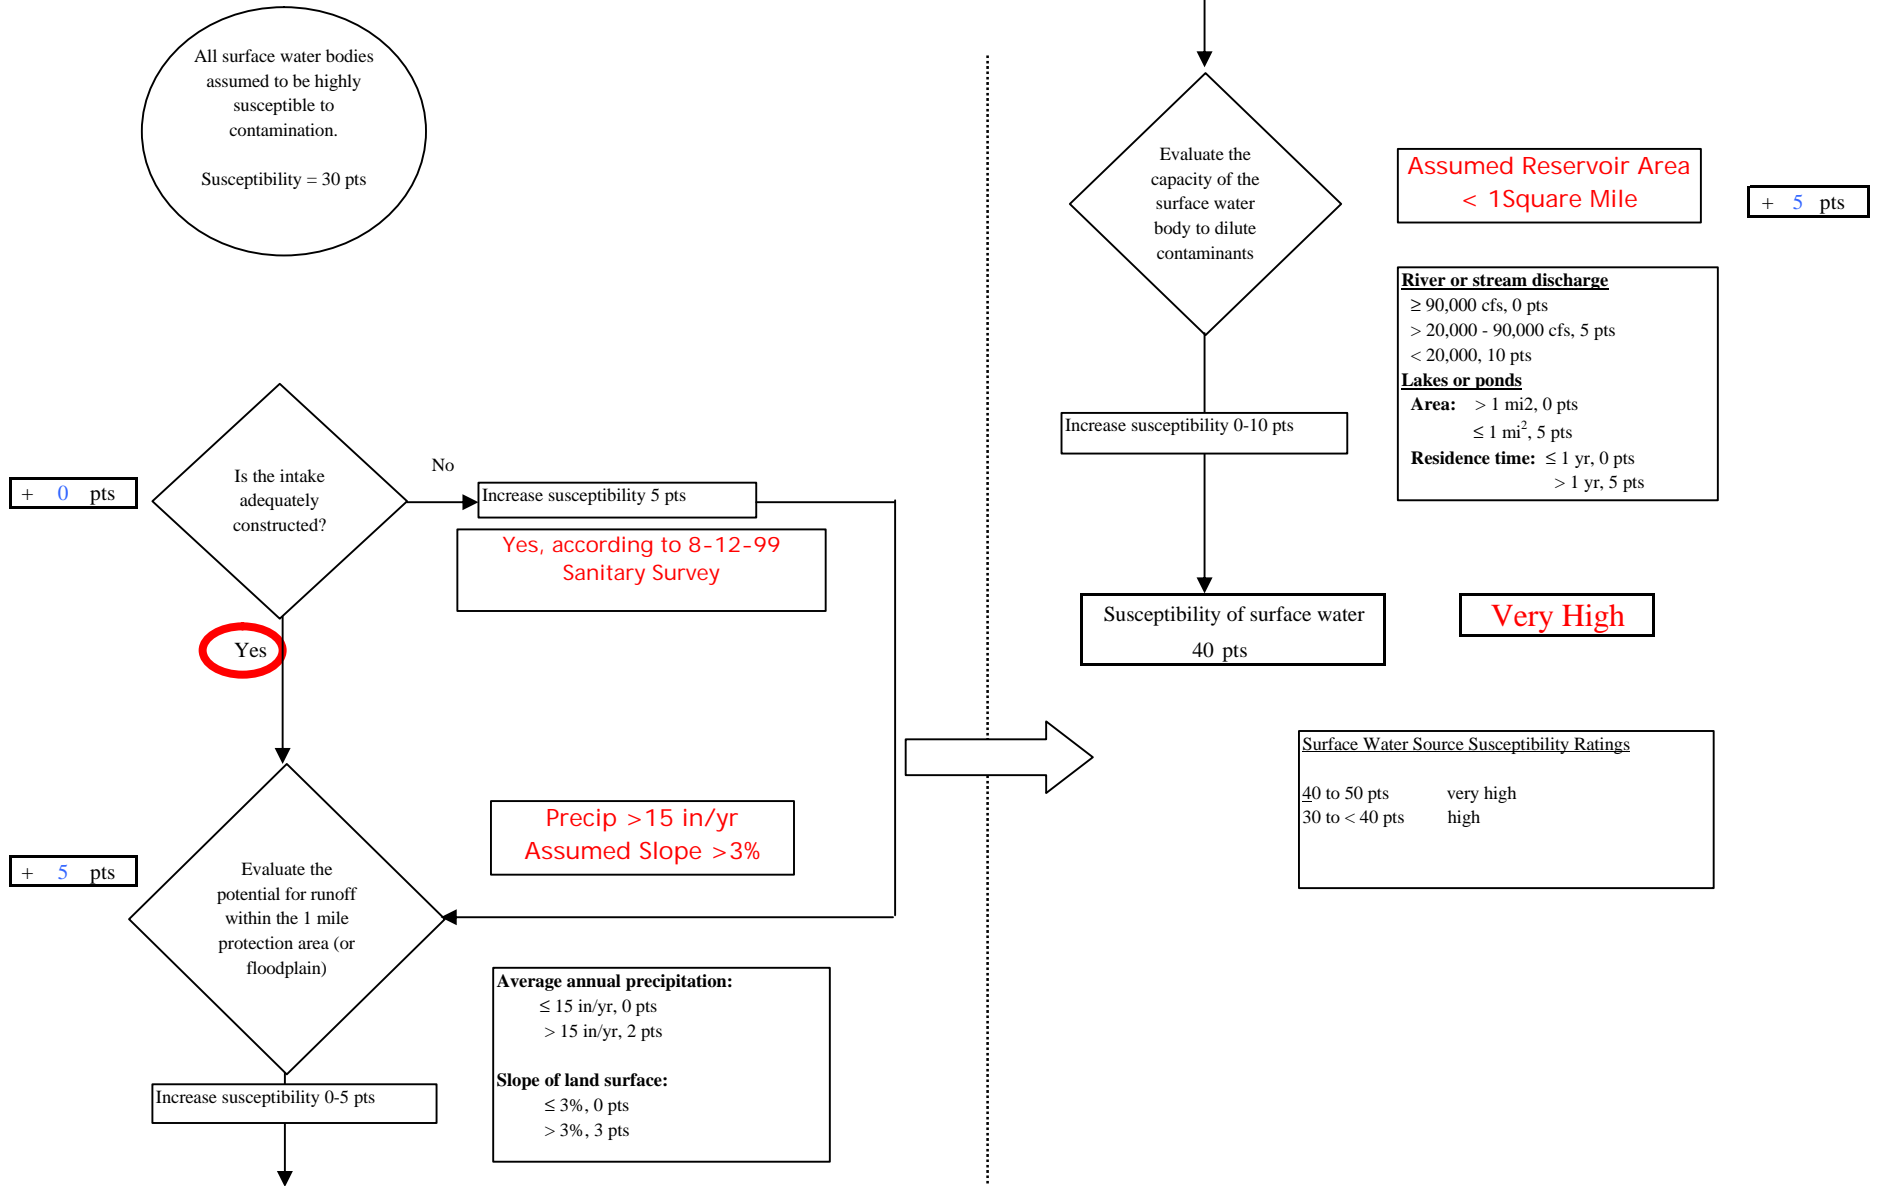 All surface water bodies
assumed to be highly
susceptible to
contamination.
Susceptibility = 30 pts
Is the intake
adequately
constructed?
+ 0 pts
No
Increase susceptibility 5 pts
Yes, according to 8-12-99
Sanitary Survey
Yes
Precip >15 in/yr
Assumed Slope >3%
+ 5 pts
Evaluate the
potential for runoff
within the 1 mile
protection area (or
floodplain)
Average annual precipitation:
≤ 15 in/yr, 0 pts
> 15 in/yr, 2 pts
Slope of land surface:
≤ 3%, 0 pts
> 3%, 3 pts
Increase susceptibility 0-5 pts
Evaluate the
capacity of the
surface water
body to dilute
contaminants
Assumed Reservoir Area
< 1Square Mile
+ 5 pts
River or stream discharge
≥ 90,000 cfs, 0 pts
> 20,000 - 90,000 cfs, 5 pts
< 20,000, 10 pts
Lakes or ponds
Area: > 1 mi2, 0 pts
≤ 1 mi², 5 pts
Residence time: ≤ 1 yr, 0 pts
> 1 yr, 5 pts
Increase susceptibility 0-10 pts
Susceptibility of surface water
40 pts
Very High
Surface Water Source Susceptibility Ratings
40 to 50 pts very high
30 to < 40 pts high